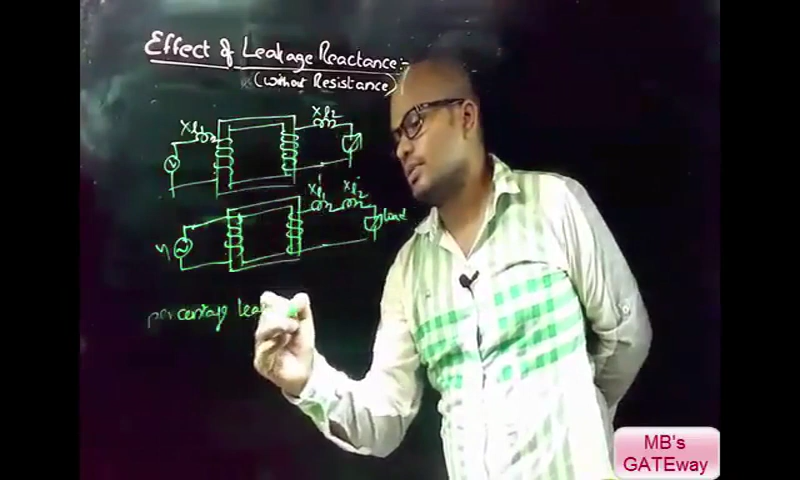 Effect of Leakage Reactance:-
(without Resistance)
Xl1
Xl2
Xl1' Xl2'
V1
Load
percentage lea
MB's
GATEway